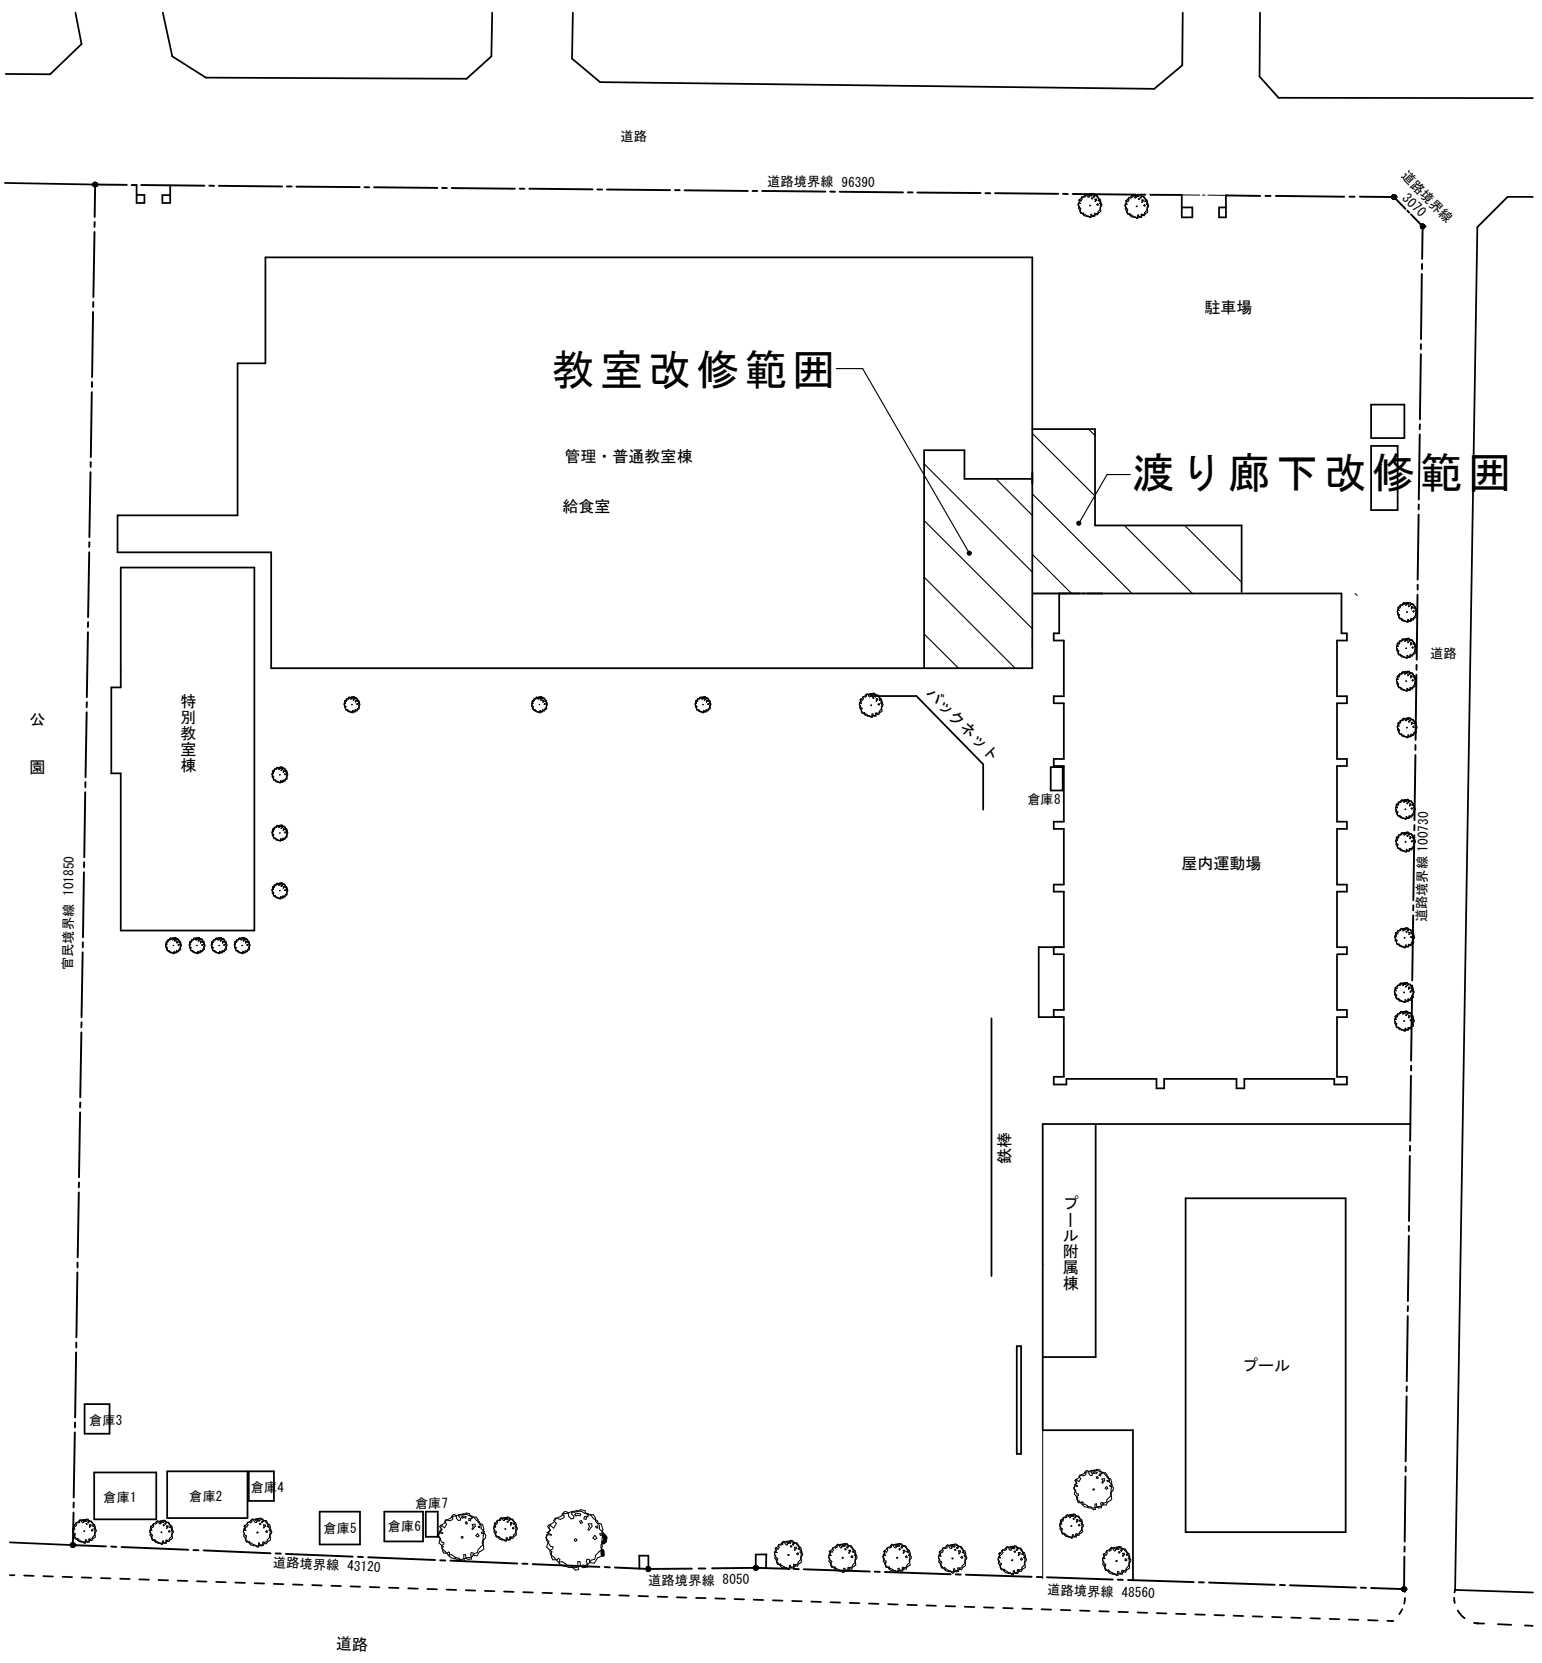 道路
道路境界線 96390
道路境界線
3070
駐車場
教室改修範囲
管理・普通教室棟
渡り廊下改修範囲
給食室
道路
特別教室棟
バックネット
公園
倉庫8
屋内運動場
道路境界線 100730
官民境界線 101850
鉄棒
プール附属棟
プール
倉庫3
倉庫1
倉庫2
倉庫4
倉庫5
倉庫6
倉庫7
道路境界線 43120
道路境界線 8050
道路境界線 48560
道路